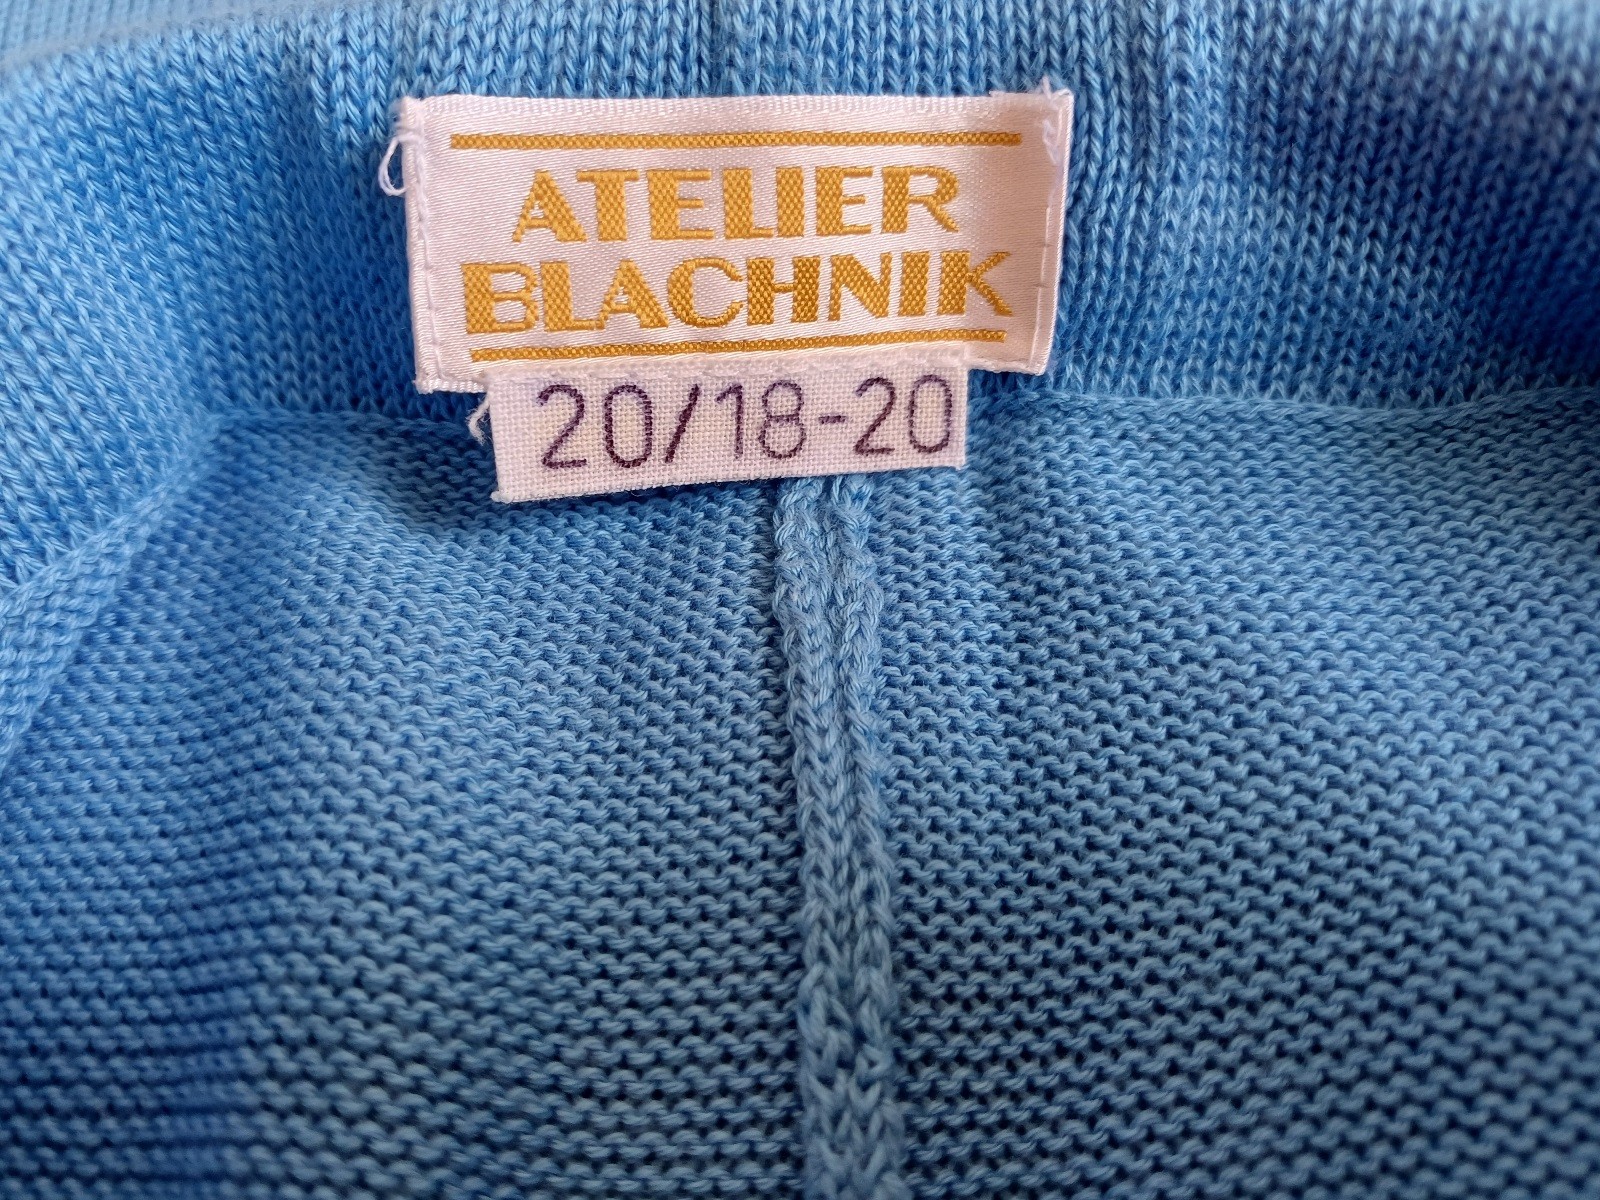 ATELIER
BLACHNIK
20/18-20